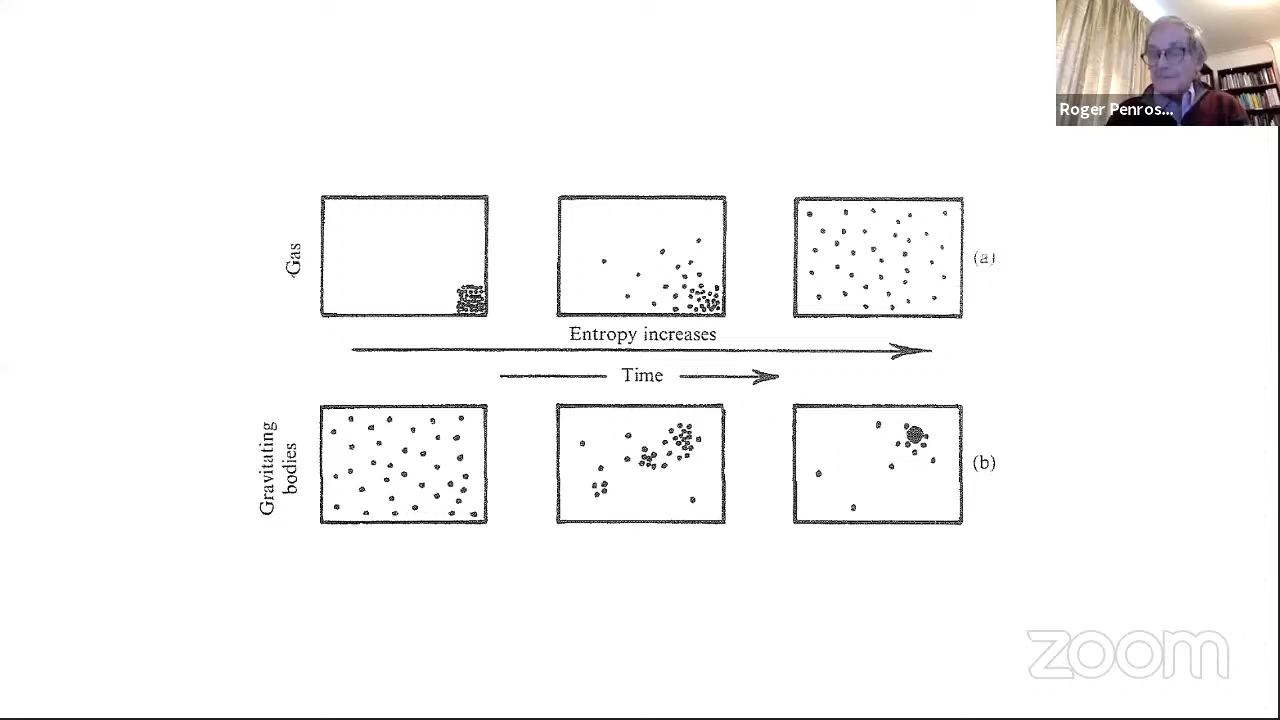 Roger Penros...
Gas
(a)
Entropy increases
Time
Gravitating
bodies
(b)
zoom